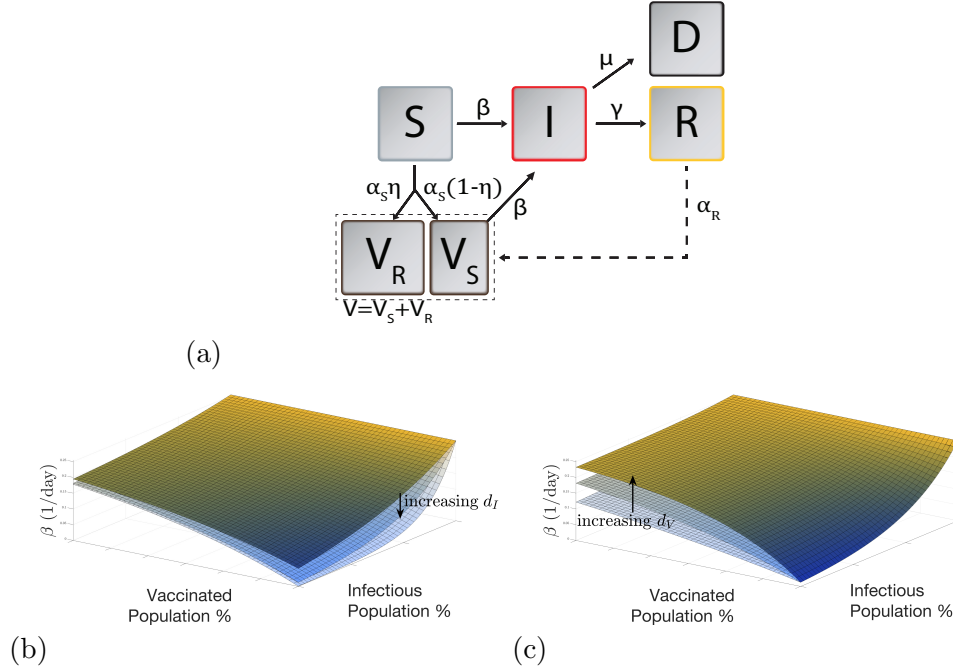 D
μ
S
β
I
γ
R
α_Sη
α_S(1-η)
β
α_R
V_R
V_S
V=V_S+V_R
(a)
β (1/day)
increasing d_I
Vaccinated
Population %
Infectious
Population %
(b)
β (1/day)
increasing d_V
Vaccinated
Population %
Infectious
Population %
(c)